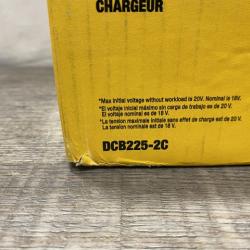 CHARGEUR
*Max initial voltage without workload is 20V. Nominal is 18V.
*El voltaje inicial máximo sin carga de trabajo es de 20 V.
El voltaje nominal es de 18 V.
*La tension maximale initiale sans effet de charge est de 20 V.
La tension nominale est de 18 V.
DCB225-2C